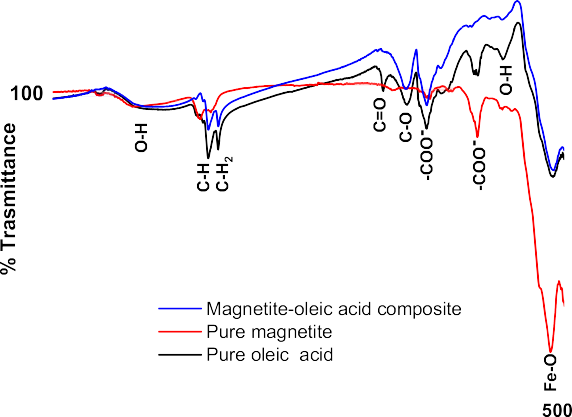 100
% Trasmittance
O-H
C-H
C-H2
C=O
C-O
-COO-
-COO-
O-H
Magnetite-oleic acid composite
Pure magnetite
Pure oleic acid
Fe-O
500